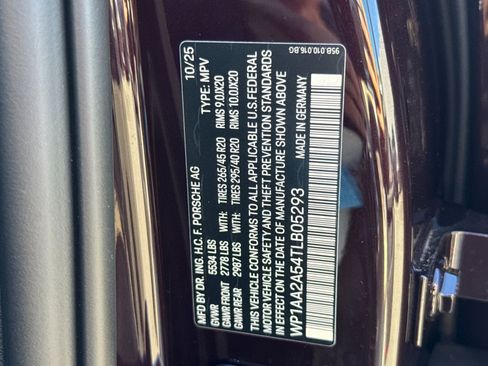 95B.010.016.BG
MFD BY DR. ING. H.C. F. PORSCHE AG 10/25
GVWR 5534 LBS TYPE: MPV
GAWR FRONT 2778 LBS WITH: TIRES 265/45 R20 RIMS 9.0JX20
GAWR REAR 2987 LBS WITH: TIRES 295/40 R20 RIMS 10.0JX20
THIS VEHICLE CONFORMS TO ALL APPLICABLE U.S. FEDERAL
MOTOR VEHICLE SAFETY AND THEFT PREVENTION STANDARDS
IN EFFECT ON THE DATE OF MANUFACTURE SHOWN ABOVE
WP1AA2A54TLB05293 MADE IN GERMANY